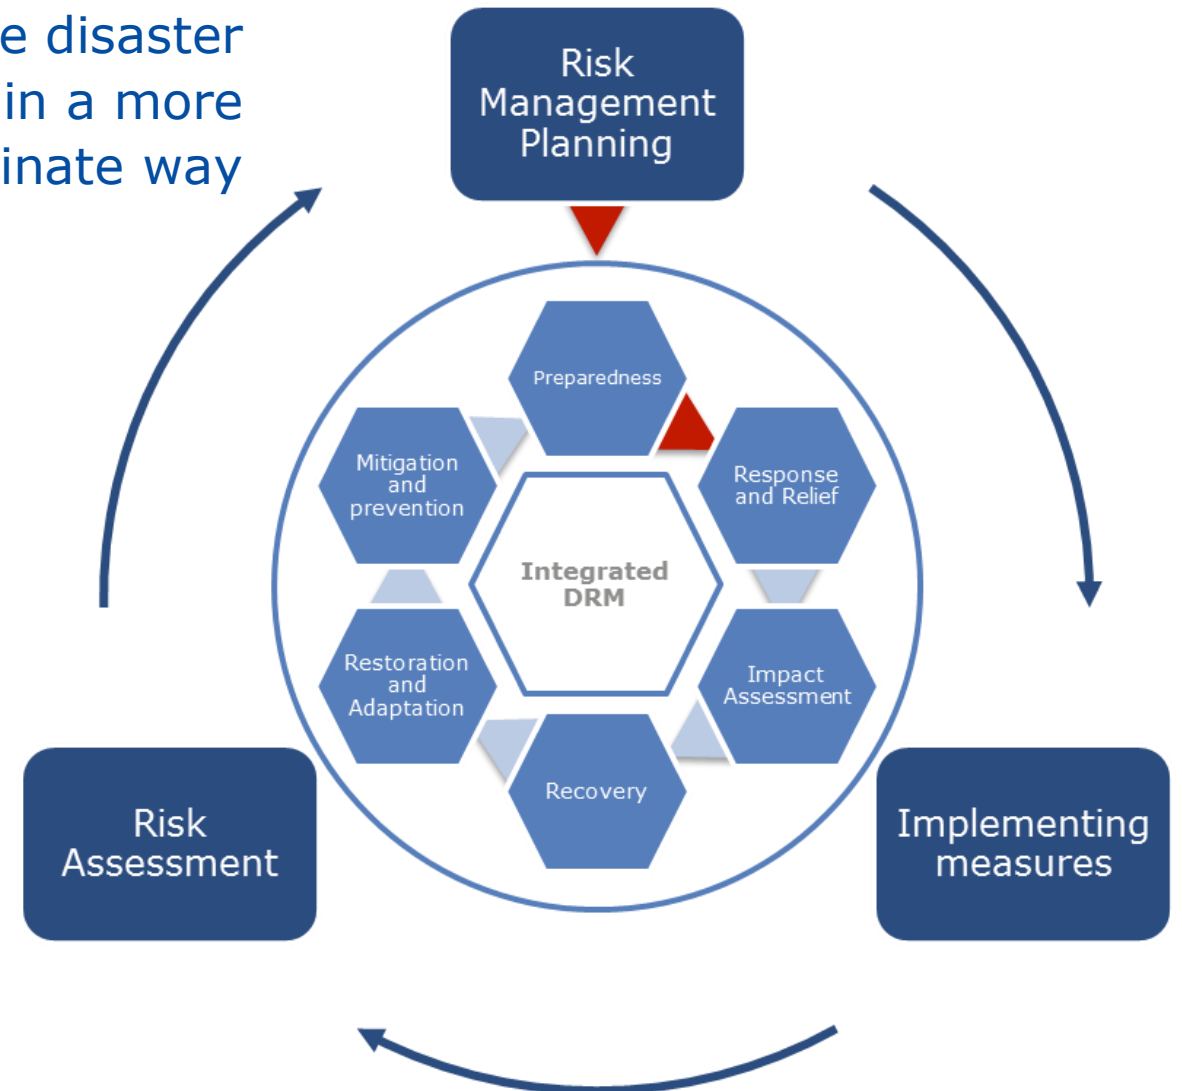 e disaster
in a more
inate way
Risk
Management
Planning
Preparedness
Mitigation
and
prevention
Response
and Relief
Integrated
DRM
Restoration
and
Adaptation
Impact
Assessment
Recovery
Risk
Assessment
Implementing
measures